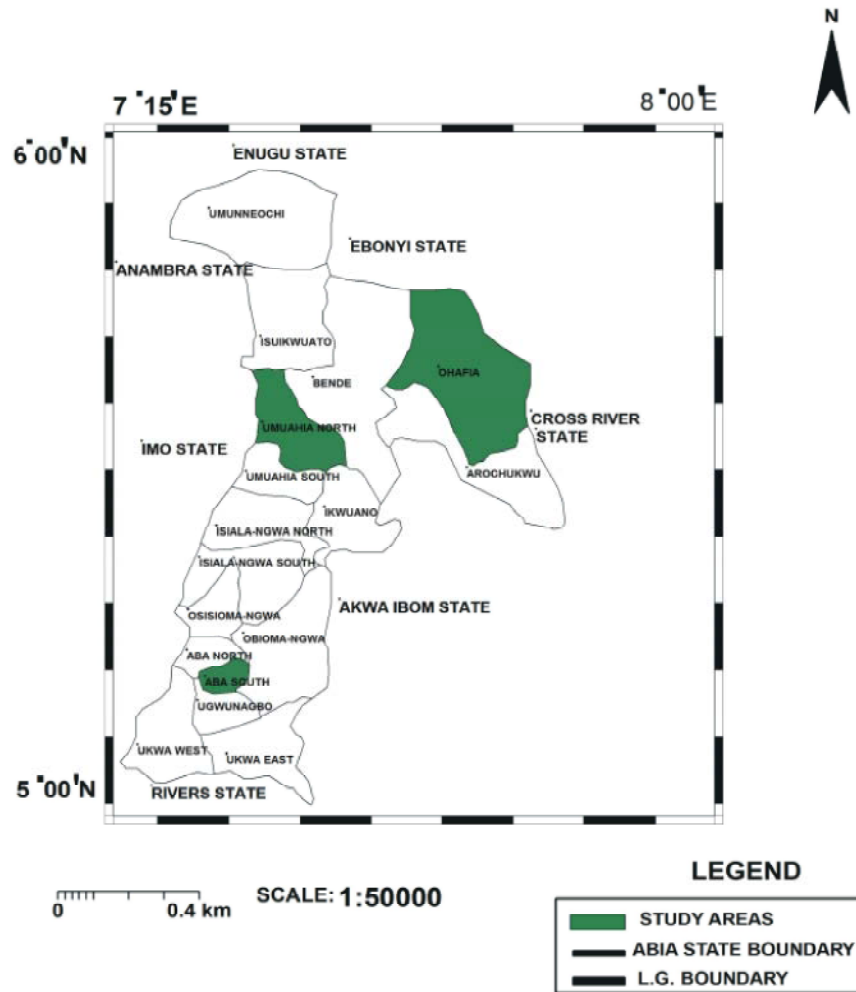 N
7°15'E
8°00'E
6°00'N
ENUGU STATE
UMUNNEOCHI
EBONYI STATE
ANAMBRA STATE
ISUIKWUATO
OHAFIA
BENDE
CROSS RIVER
STATE
UMUAHIA NORTH
IMO STATE
AROCHUKWU
UMUAHIA SOUTH
IKWUANO
ISIALA-NGWA NORTH
ISIALA-NGWA SOUTH
AKWA IBOM STATE
OSISIOMA-NGWA
OBIOMA-NGWA
ABA NORTH
ABA SOUTH
UGWUNAGBO
UKWA WEST
UKWA EAST
5°00'N
RIVERS STATE
LEGEND
0 0.4 km
SCALE: 1:50000
STUDY AREAS
ABIA STATE BOUNDARY
L.G. BOUNDARY